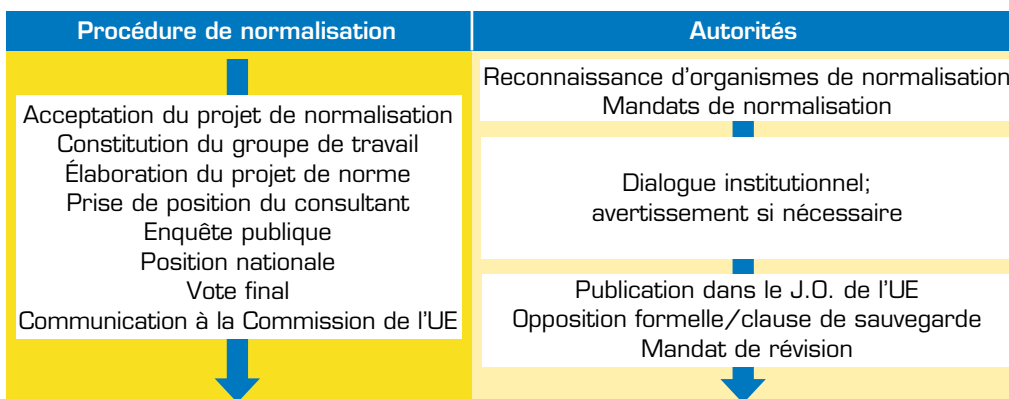 Procédure de normalisation
Acceptation du projet de normalisation
Constitution du groupe de travail
Élaboration du projet de norme
Prise de position du consultant
Enquête publique
Position nationale
Vote final
Communication à la Commission de l'UE
Autorités
Reconnaissance d'organismes de normalisation
Mandats de normalisation
Dialogue institutionnel;
avertissement si nécessaire
Publication dans le J.O. de l'UE
Opposition formelle/clause de sauvegarde
Mandat de révision